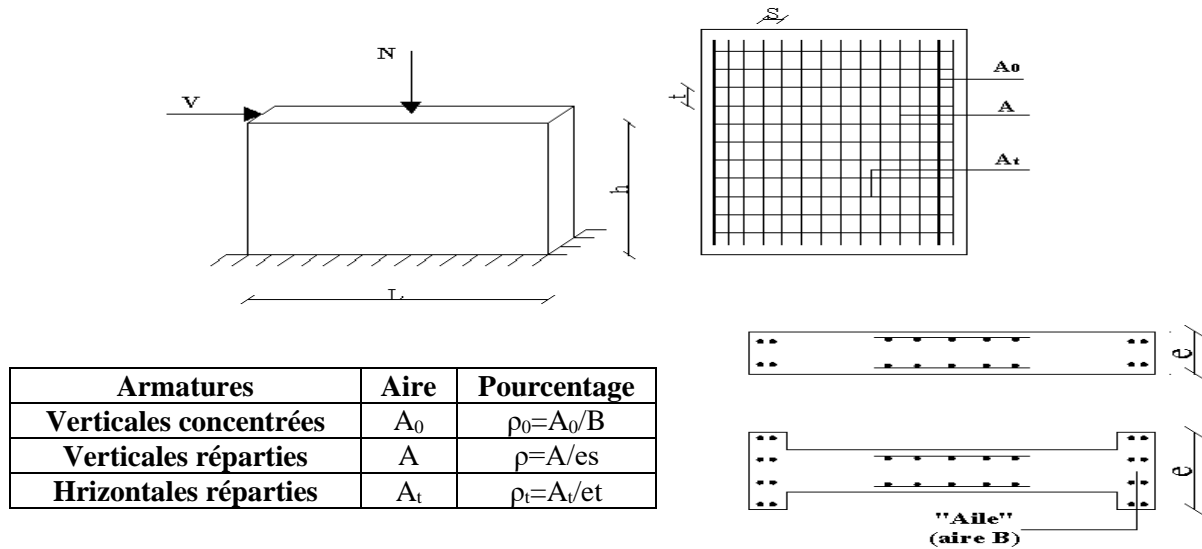 S
N
V
t
h
L
A0
A
At
Armatures Aire Pourcentage
Verticales concentrées A0 ρ0=A0/B
Verticales réparties A ρ=A/es
Hrizontales réparties At ρt=At/et
e
e
"Aile"
(aire B)